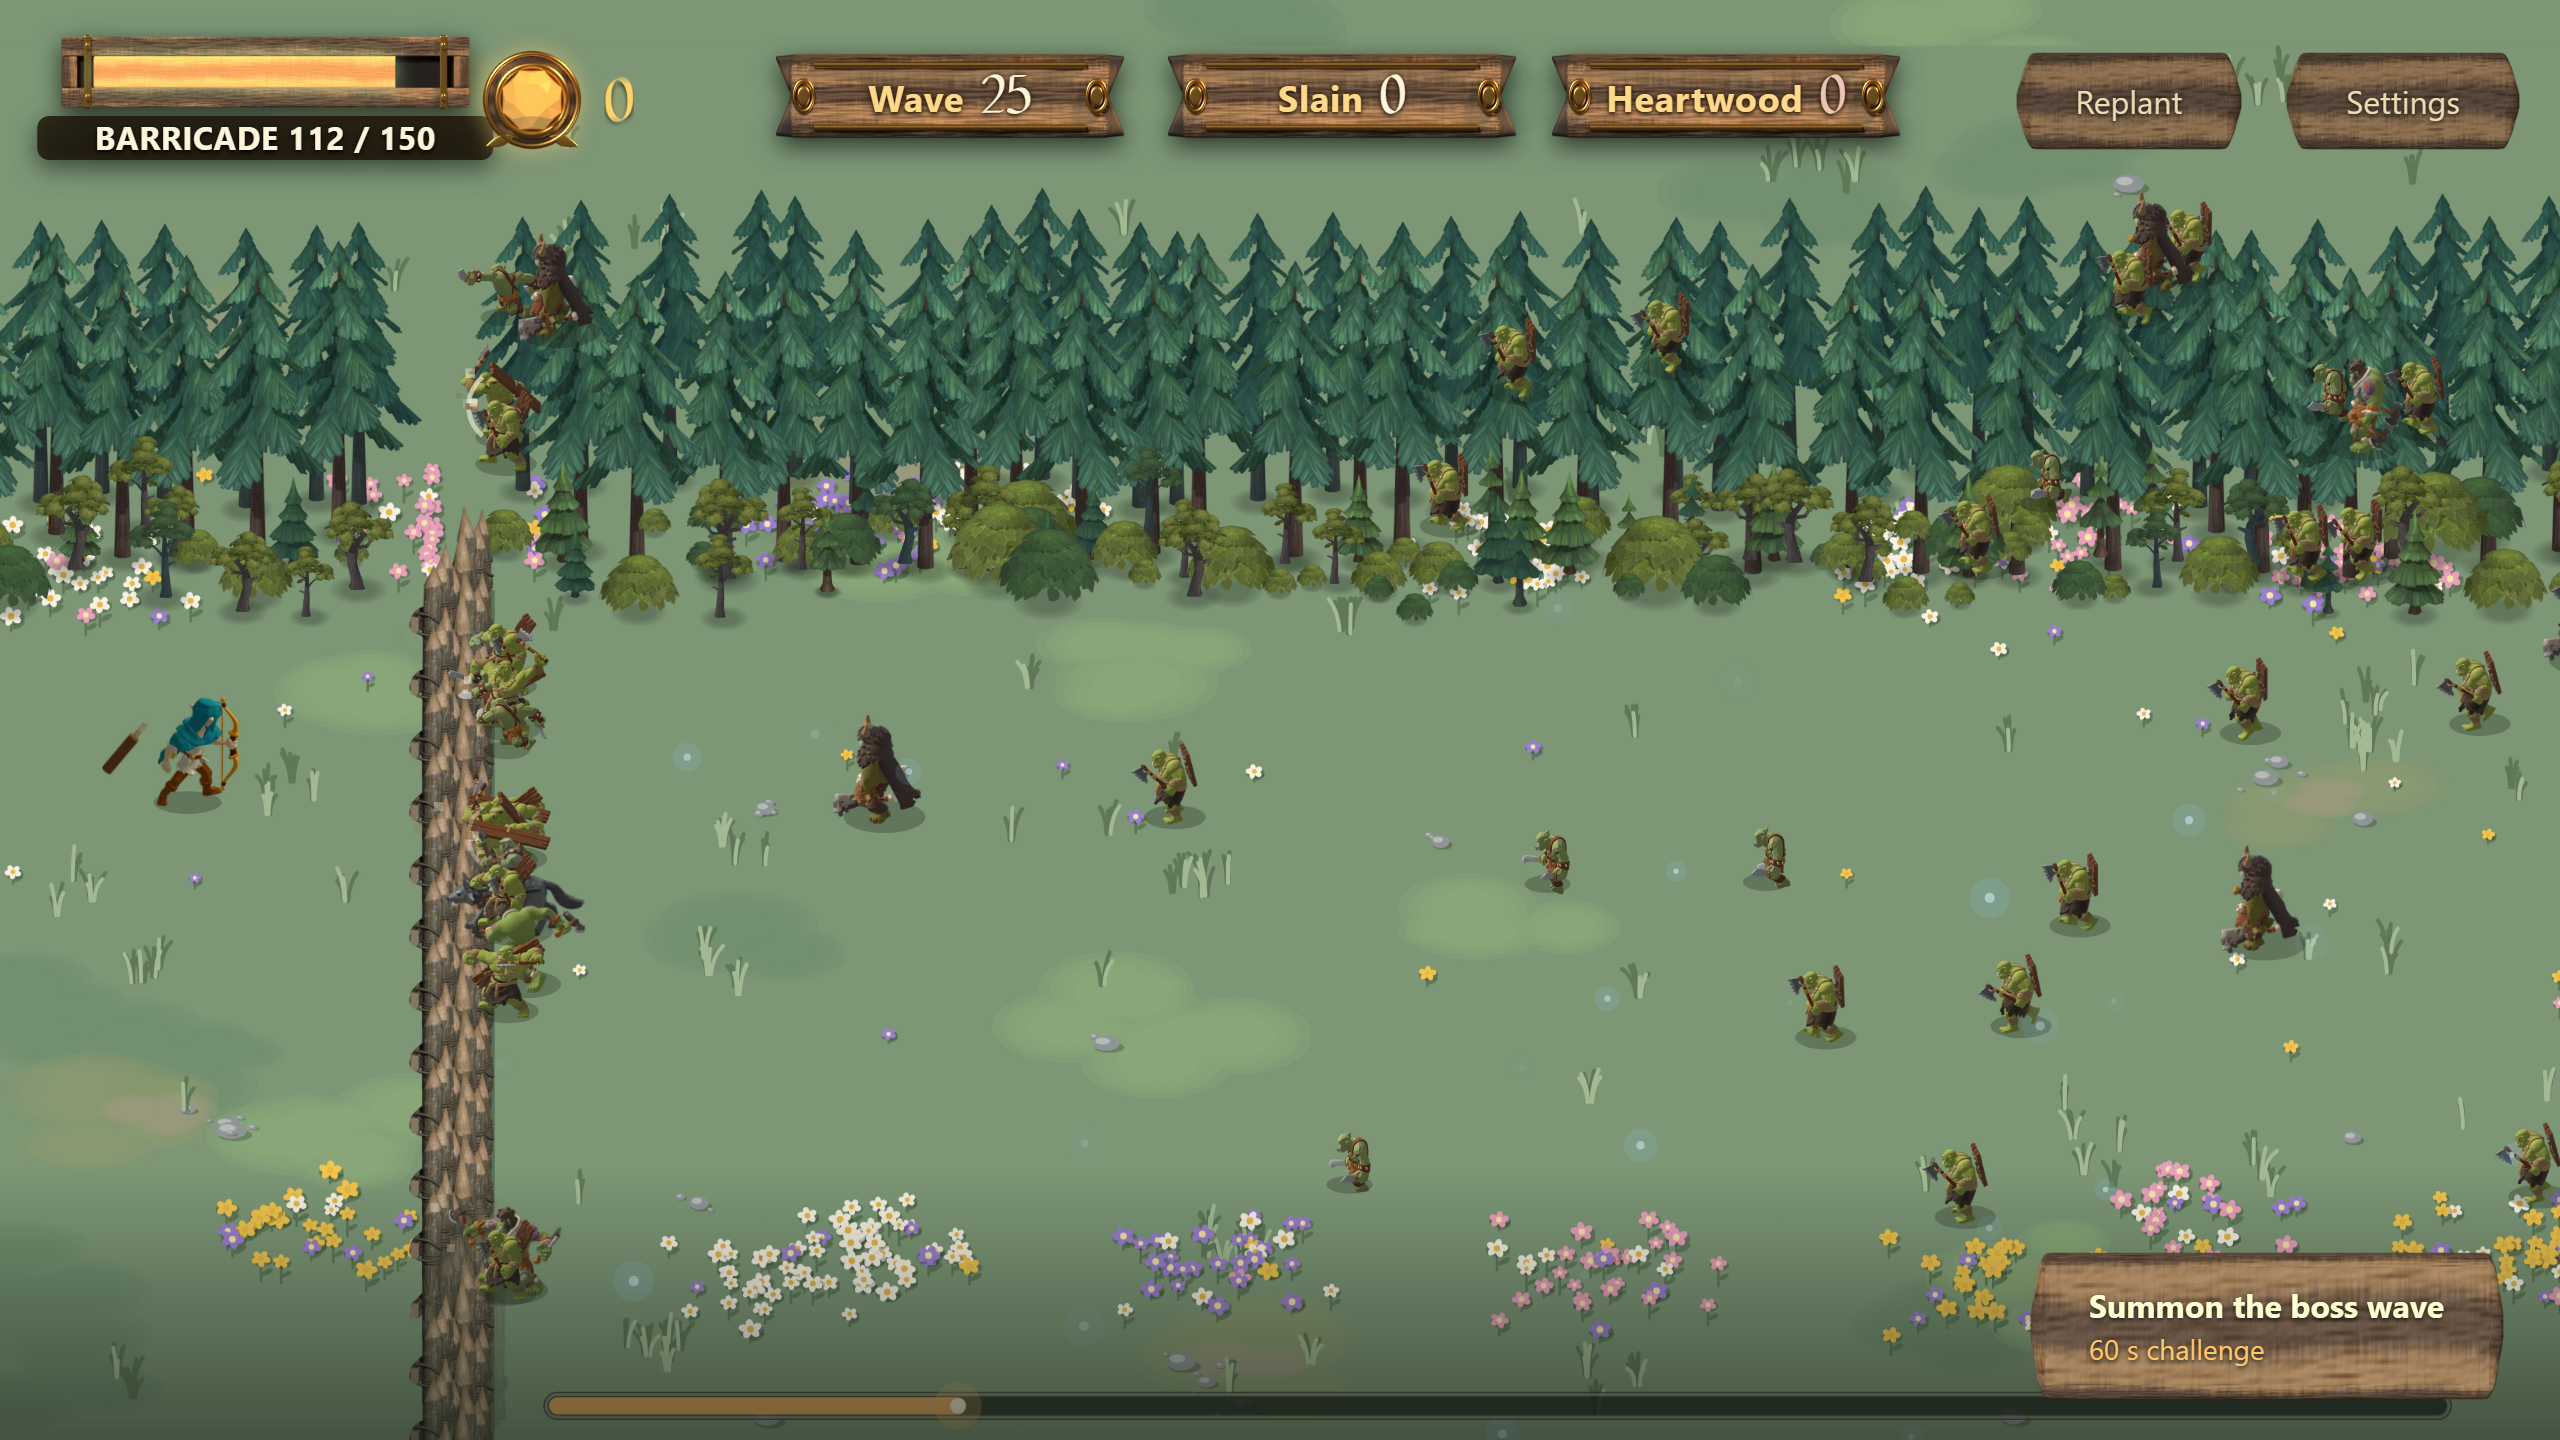 BARRICADE 112 / 150
0
Wave 25
Slain 0
Heartwood 0
Replant
Settings
Summon the boss wave
60 s challenge